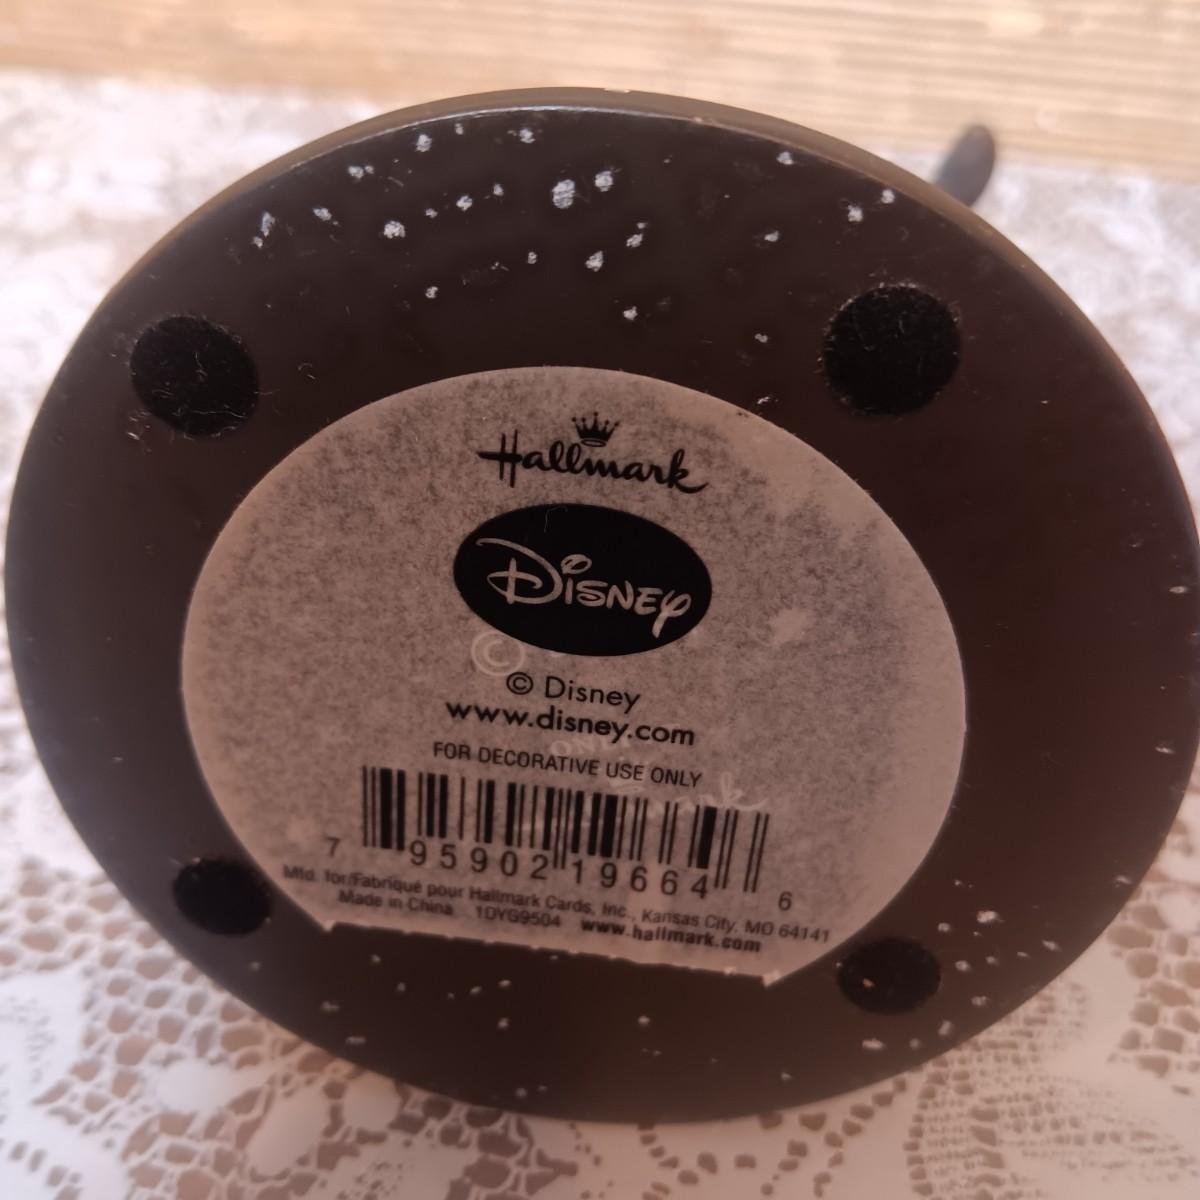 Hallmark
Disney
© Disney
www.disney.com
FOR DECORATIVE USE ONLY
7 95902 19664 6
Mfd. for/Fabriqué pour Hallmark Cards, Inc., Kansas City, MO 64141
Made in China 1DYG9504 www.hallmark.com